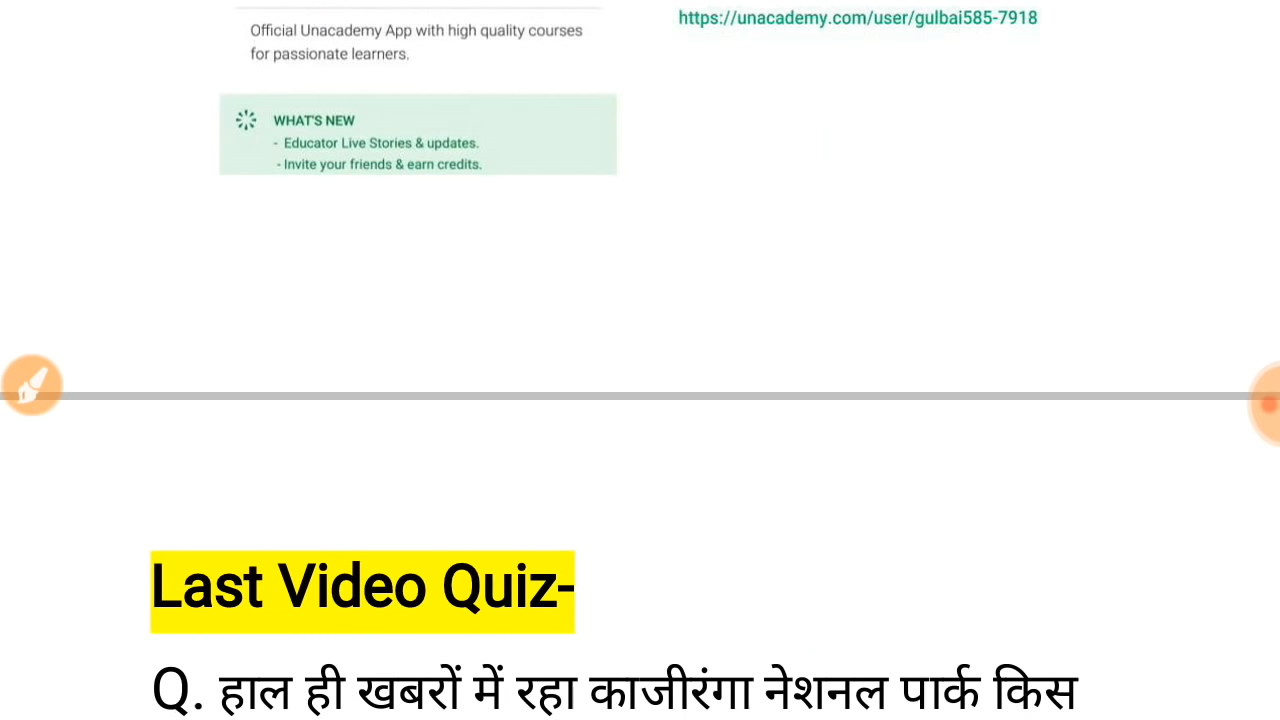 Official Unacademy App with high quality courses
for passionate learners.
https://unacademy.com/user/gulbai585-7918
WHAT'S NEW
- Educator Live Stories & updates.
- Invite your friends & earn credits.
Last Video Quiz-
Q. हाल ही खबरों में रहा काजीरंगा नेशनल पार्क किस